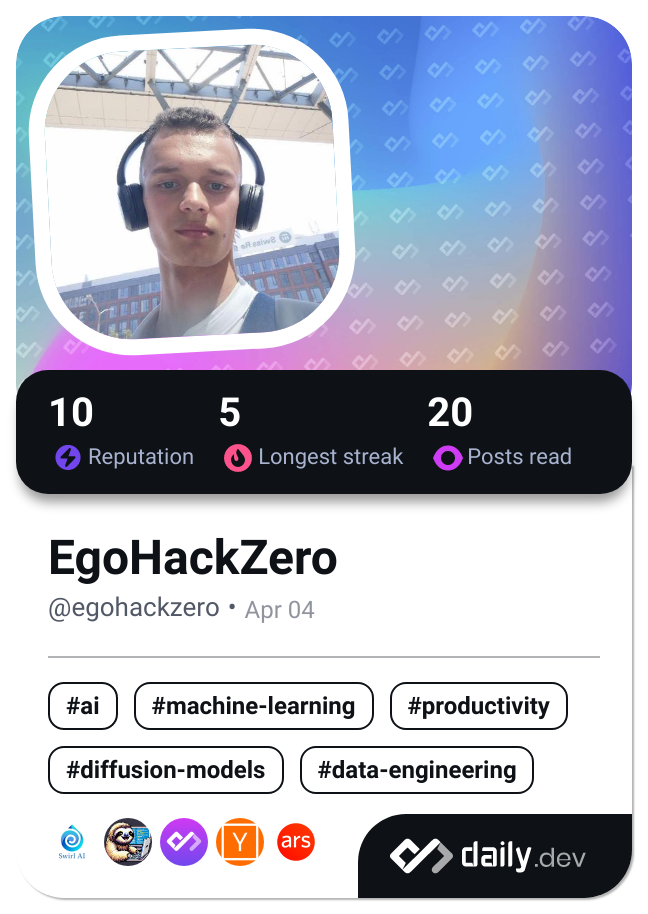 10 5 20
Reputation Longest streak Posts read
EgoHackZero
@egohackzero • Apr 04
#ai #machine-learning #productivity
#diffusion-models #data-engineering
Swirl AI Y ars
daily.dev